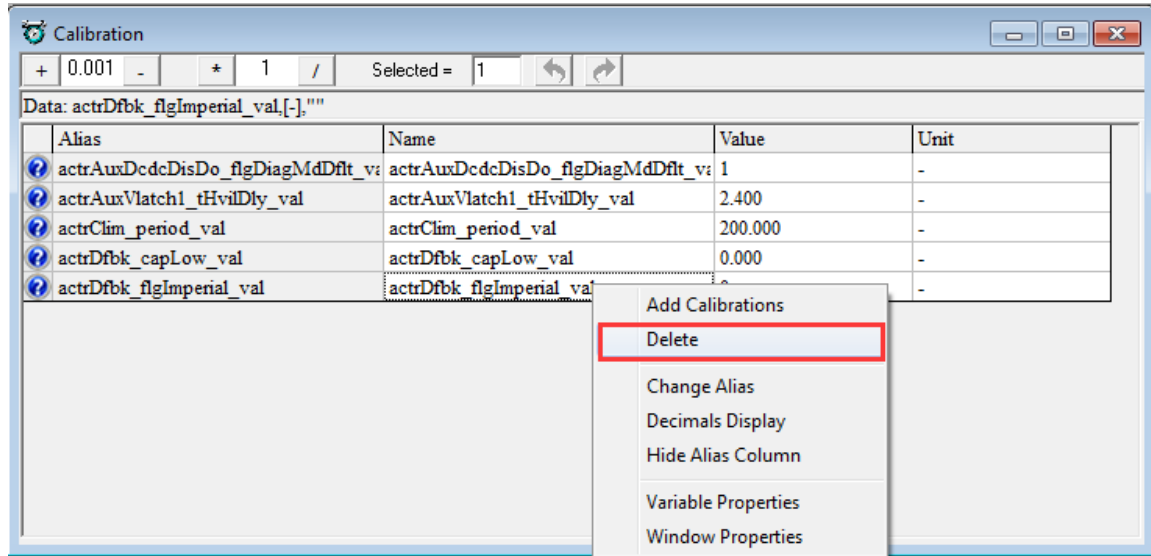 Calibration
+ 0.001 - * 1 / Selected = 1
Data: actrDfbk_flgImperial_val,[-],""
Alias Name Value Unit
actrAuxDcdcDisDo_flgDiagMdDflt_va actrAuxDcdcDisDo_flgDiagMdDflt_va 1 -
actrAuxVlatch1_tHvilDly_val actrAuxVlatch1_tHvilDly_val 2.400 -
actrClim_period_val actrClim_period_val 200.000 -
actrDfbk_capLow_val actrDfbk_capLow_val 0.000 -
actrDfbk_flgImperial_val actrDfbk_flgImperial_val -
Add Calibrations
Delete
Change Alias
Decimals Display
Hide Alias Column
Variable Properties
Window Properties